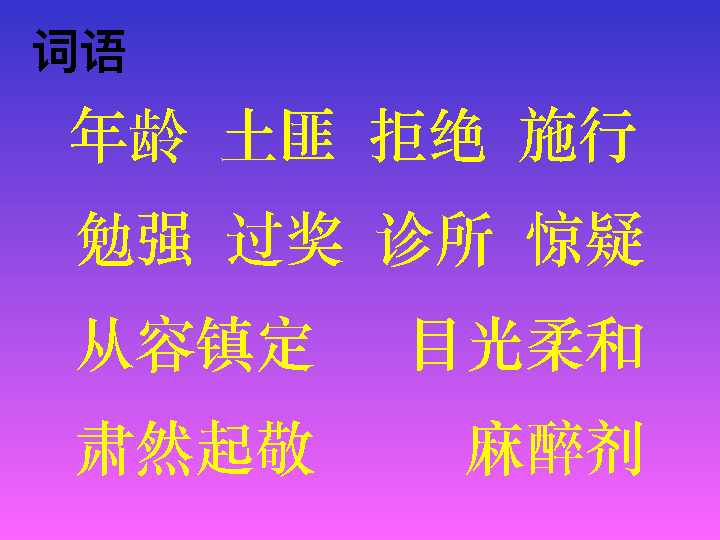 词语
年龄 土匪 拒绝 施行
勉强 过奖 诊所 惊疑
从容镇定 目光柔和
肃然起敬 麻醉剂